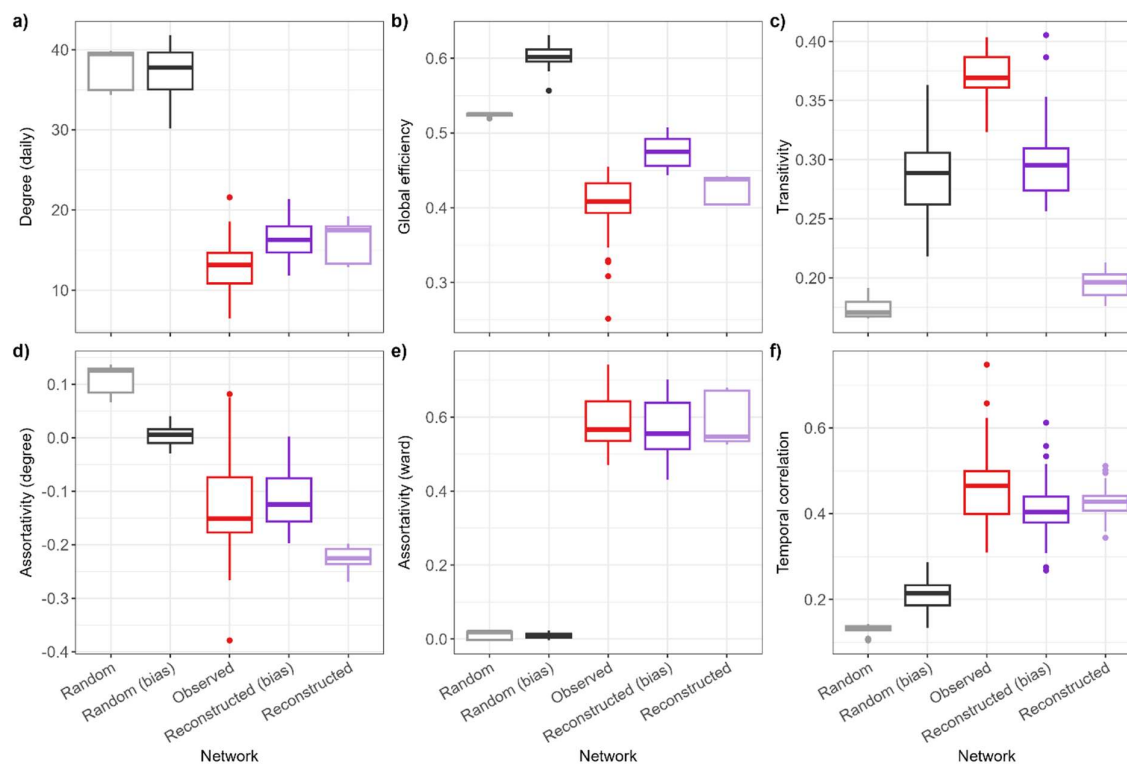 a)
Degree (daily)
40
30
20
10
b)
Global efficiency
0.6
0.5
0.4
0.3
c)
Transitivity
0.40
0.35
0.30
0.25
0.20
d)
Assortativity (degree)
0.1
0.0
-0.1
-0.2
-0.3
-0.4
e)
Assortativity (ward)
0.6
0.4
0.2
0.0
f)
Temporal correlation
0.6
0.4
0.2
Random
Random (bias)
Observed
Reconstructed (bias)
Reconstructed
Network
Random
Random (bias)
Observed
Reconstructed (bias)
Reconstructed
Network
Random
Random (bias)
Observed
Reconstructed (bias)
Reconstructed
Network